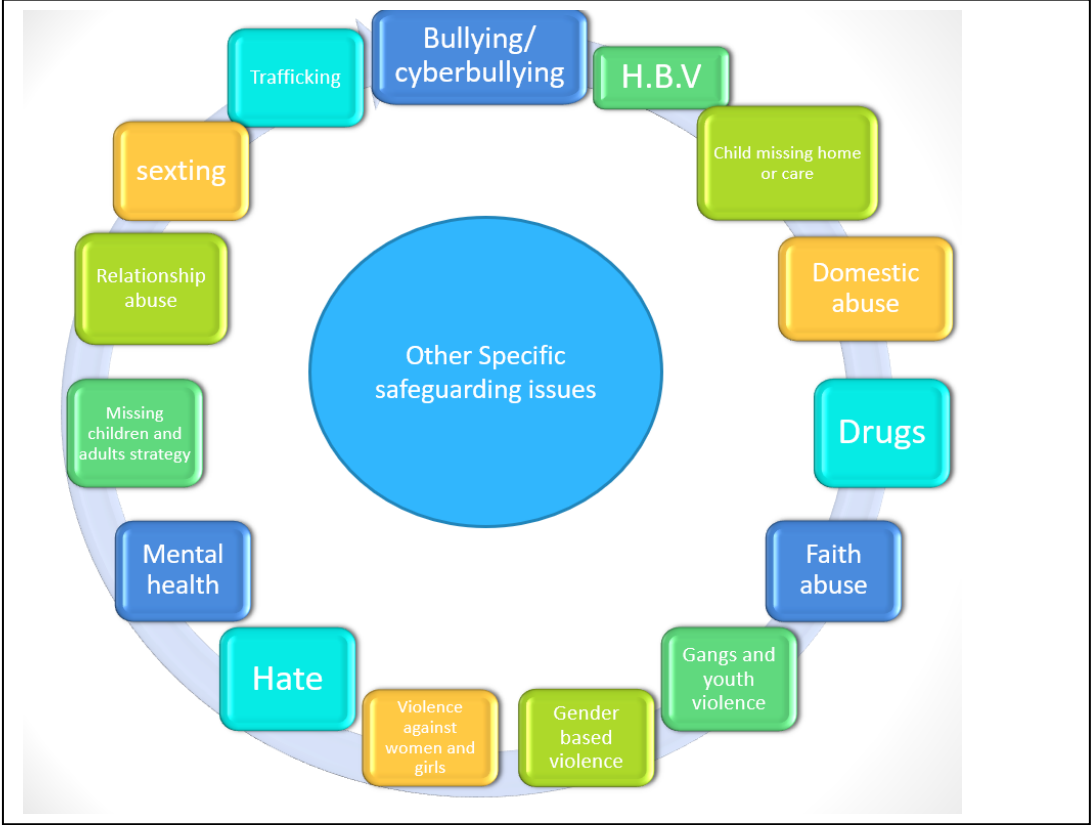 Bullying/
cyberbullying
H.B.V
Child missing home
or care
Domestic
abuse
Drugs
Faith
abuse
Gangs and
youth
violence
Gender
based
violence
Violence
against
women and
girls
Hate
Mental
health
Missing
children and
adults strategy
Relationship
abuse
sexting
Trafficking
Other Specific
safeguarding issues